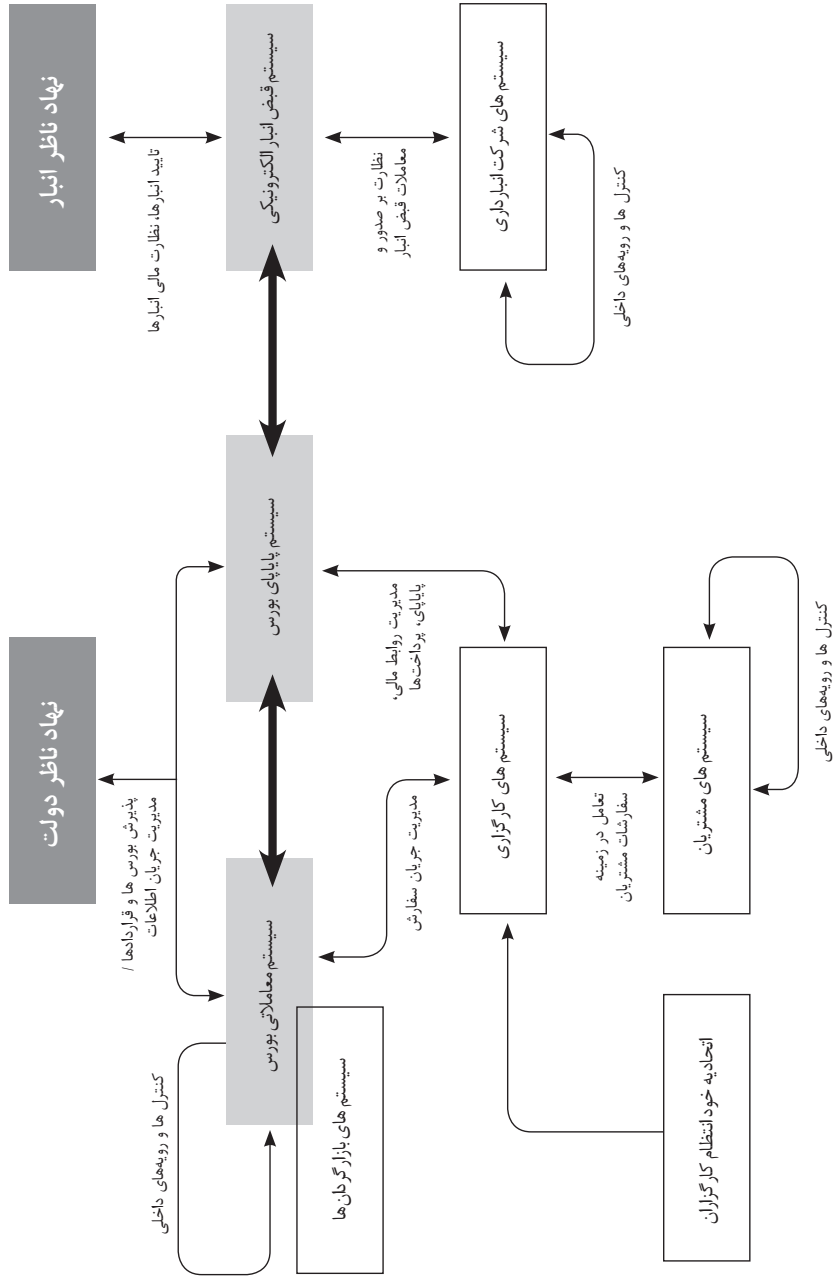 نهاد ناظر انبار
تایید انبارها، نظارت مالی انبارها
سیستم قبض انبار الکترونیکی
نظارت بر صدور و
معاملات قبض انبار
سیستم های شرکت انبارداری
کنترل ها و رویه‌های داخلی
نهاد ناظر دولت
پذیرش بورس ها و قراردادها /
مدیریت جریان اطلاعات
سیستم پایاپای بورس
مدیریت روابط مالی،
پایاپای، پرداخت‌ها
سیستم معاملاتی بورس
کنترل ها و رویه‌های داخلی
سیستم های بازارگردان‌ها
مدیریت جریان سفارش
سیستم های کارگزاری
تعامل در زمینه
سفارشات مشتریان
سیستم های مشتریان
کنترل ها و رویه‌های داخلی
اتحادیه خود انتظام کارگزاران